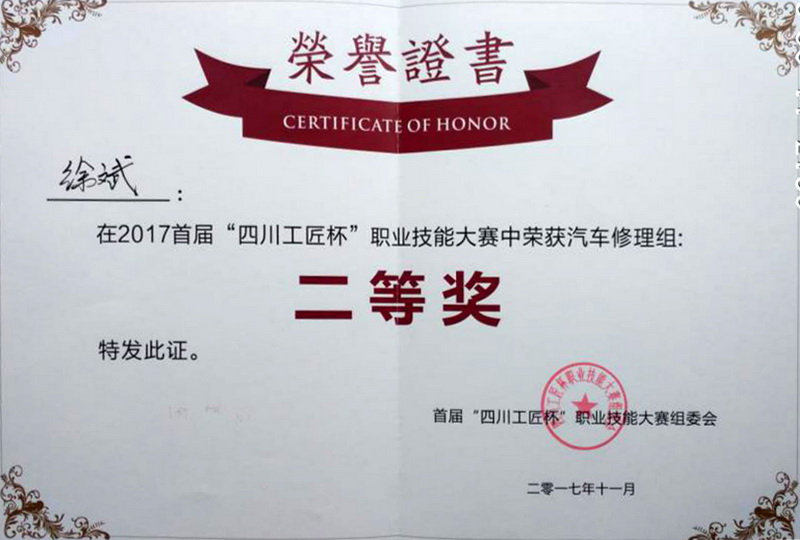 榮譽證書
CERTIFICATE OF HONOR
徐斌：
在2017首届“四川工匠杯”职业技能大赛中荣获汽车修理组:
二等奖
特发此证。
首届“四川工匠杯”职业技能大赛组委会
二零一七年十一月